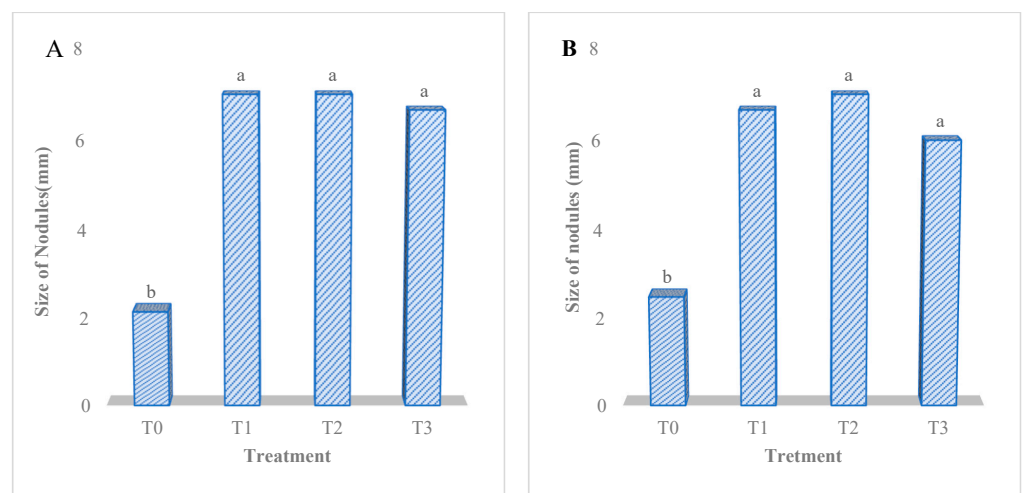 A
8
6
4
2
0
Size of Nodules(mm)
b
a
a
a
T0 T1 T2 T3
Treatment
B
8
6
4
2
0
Size of nodules (mm)
b
a
a
a
T0 T1 T2 T3
Tretment